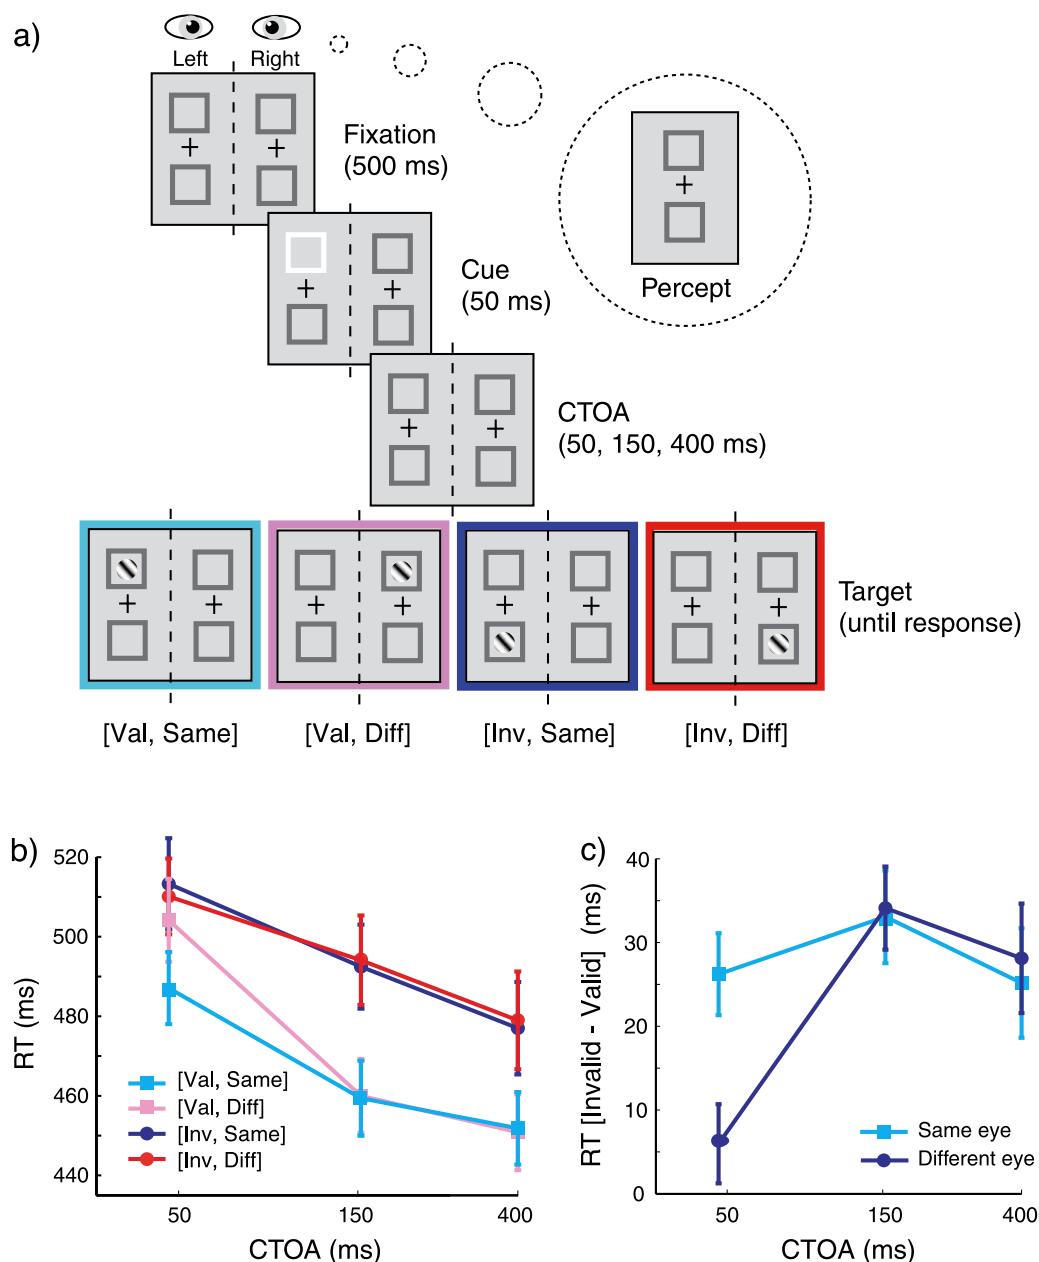 a)
Left Right
Fixation
(500 ms)
Cue
(50 ms)
Percept
CTOA
(50, 150, 400 ms)
Target
(until response)
[Val, Same] [Val, Diff] [Inv, Same] [Inv, Diff]
b)
520
500
480
460
440
RT (ms)
[Val, Same]
[Val, Diff]
[Inv, Same]
[Inv, Diff]
50 150 400
CTOA (ms)
c)
40
30
20
10
0
RT [Invalid - Valid] (ms)
Same eye
Different eye
50 150 400
CTOA (ms)